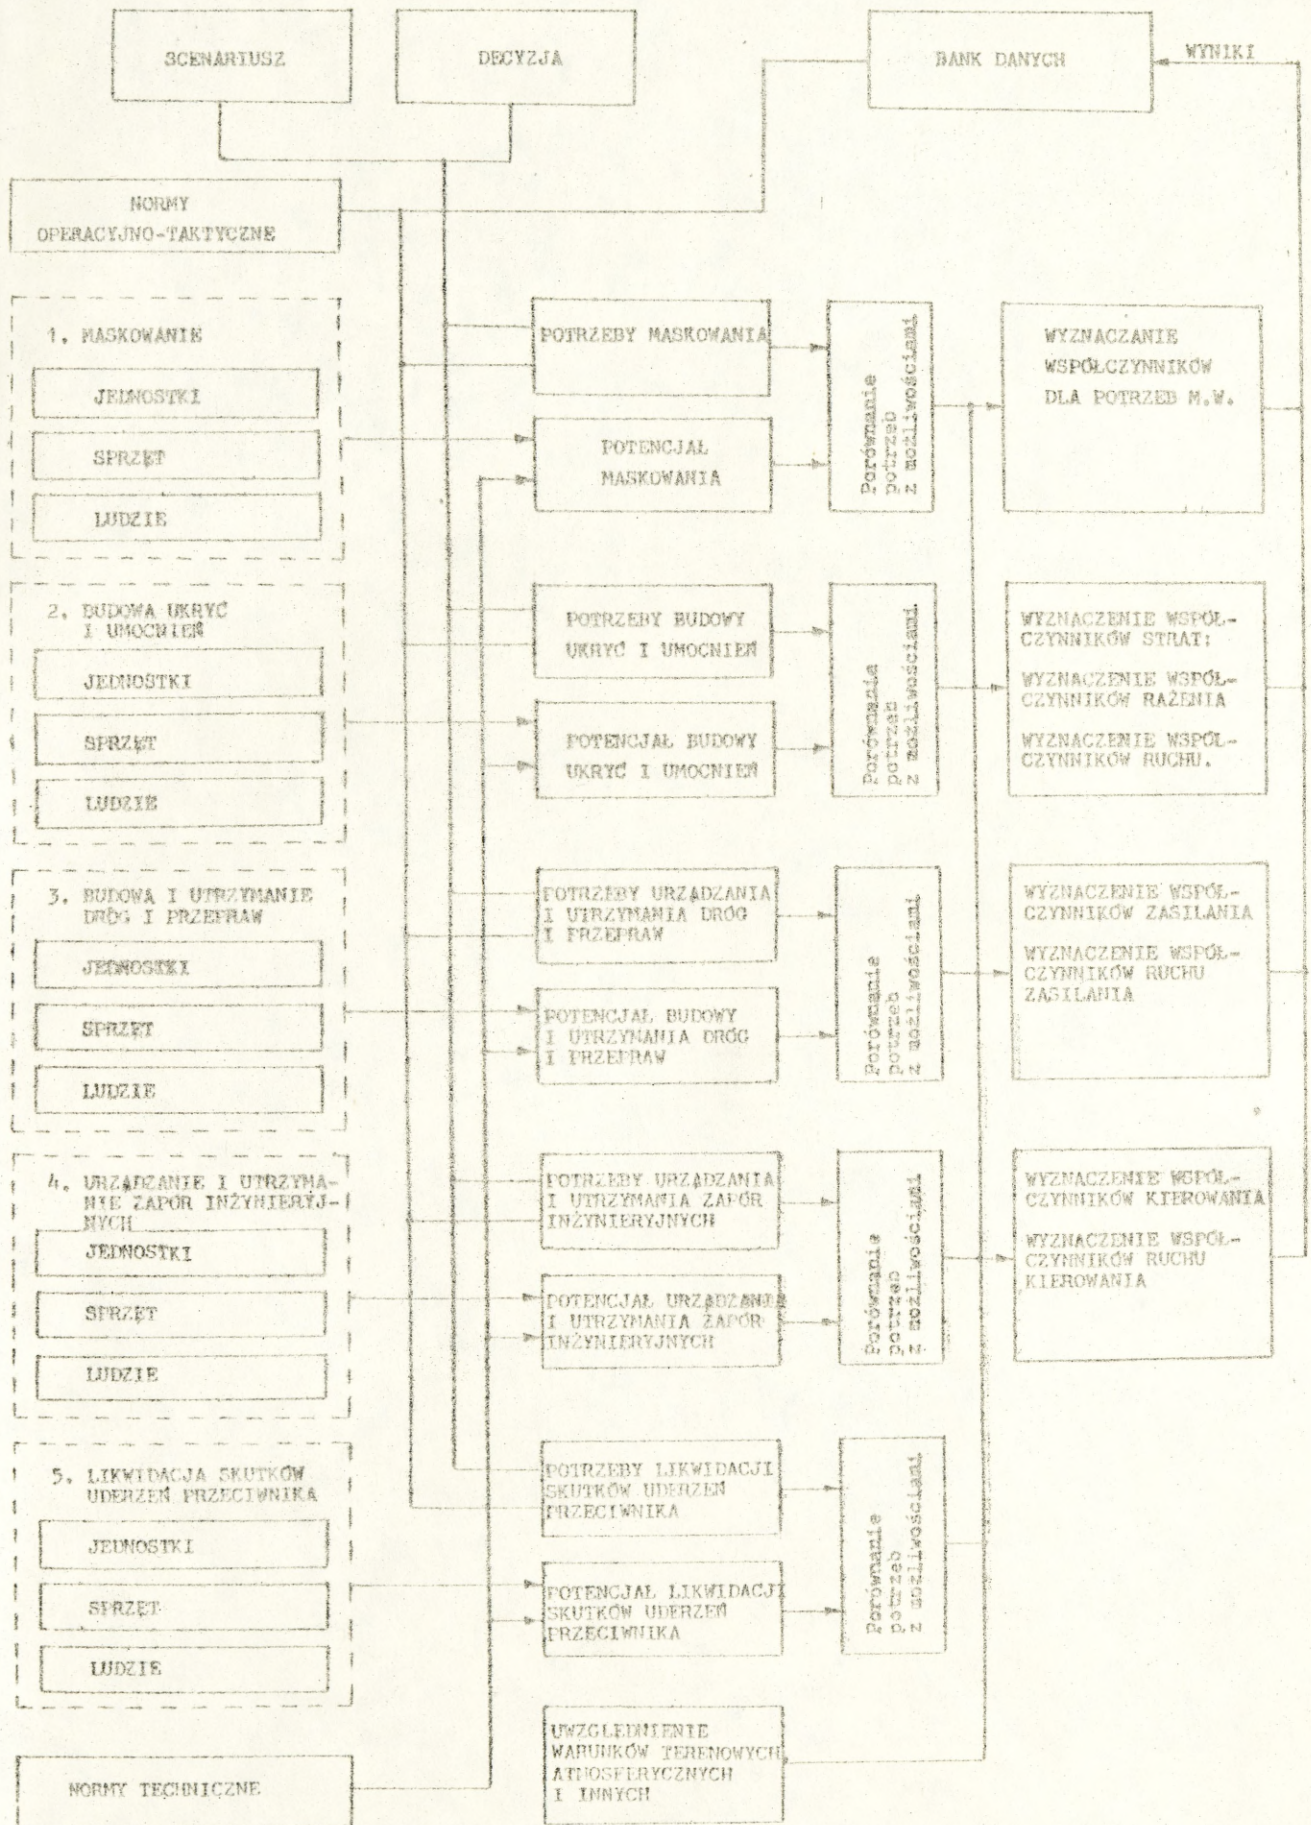 SCENARIUSZ
DECYZJA
BANK DANYCH
WYNIKI
NORMY
OPERACYJNO-TAKTYCZNE
1. MASKOWANIE
JEDNOSTKI
SPRZĘT
LUDZIE
POTRZEBY MASKOWANIA
POTENCJAŁ
MASKOWANIA
Porównanie
potrzeb
z możliwościami
WYZNACZANIE
WSPÓŁCZYNNIKÓW
DLA POTRZEB M.W.
2. BUDOWA UKRYĆ
I UMOCNIEŃ
JEDNOSTKI
SPRZĘT
LUDZIE
POTRZEBY BUDOWY
UKRYĆ I UMOCNIEŃ
POTENCJAŁ BUDOWY
UKRYĆ I UMOCNIEŃ
Porównania
potrzeb
z możliwościami
WYZNACZENIE WSPÓŁ-
CZYNNIKÓW STRAT;
WYZNACZENIE WSPÓŁ-
CZYNNIKÓW RAŻENIA
WYZNACZENIE WSPÓŁ-
CZYNNIKÓW RUCHU.
3. BUDOWA I UTRZYMANIE
DRÓG I PRZEPRAW
JEDNOSTKI
SPRZĘT
LUDZIE
POTRZEBY URZĄDZANIA
I UTRZYMANIA DRÓG
I PRZEPRAW
POTENCJAŁ BUDOWY
I UTRZYMANIA DRÓG
I PRZEPRAW
Porównanie
potrzeb
z możliwościami
WYZNACZENIE WSPÓŁ-
CZYNNIKÓW ZASILANIA
WYZNACZENIE WSPÓŁ-
CZYNNIKÓW RUCHU
ZASILANIA
4. URZĄDZANIE I UTRZYMA-
NIE ZAPÓR INŻYNIERYJ-
NYCH
JEDNOSTKI
SPRZĘT
LUDZIE
POTRZEBY URZĄDZANIA
I UTRZYMANIA ZAPÓR
INŻYNIERYJNYCH
POTENCJAŁ URZĄDZANIA
I UTRZYMANIA ZAPÓR
INŻYNIERYJNYCH
Porównanie
potrzeb
z możliwościami
WYZNACZENIE WSPÓŁ-
CZYNNIKÓW KIEROWANIA
WYZNACZENIE WSPÓŁ-
CZYNNIKÓW RUCHU
KIEROWANIA
5. LIKWIDACJA SKUTKÓW
UDERZEŃ PRZECIWNIKA
JEDNOSTKI
SPRZĘT
LUDZIE
POTRZEBY LIKWIDACJI
SKUTKÓW UDERZEŃ
PRZECIWNIKA
POTENCJAŁ LIKWIDACJI
SKUTKÓW UDERZEŃ
PRZECIWNIKA
Porównanie
potrzeb
z możliwościami
NORMY TECHNICZNE
UWZGLĘDNIENIE
WARUNKÓW TERENOWYCH
ATMOSFERYCZNYCH
I INNYCH